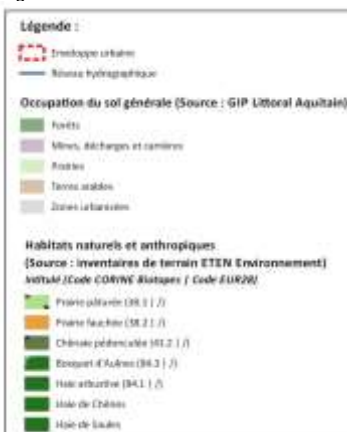 Légende :
Enveloppe urbaine
Réseau hydrographique
Occupation du sol générale (Source : GIP Littoral Aquitain)
Forêts
Mines, décharges et carrières
Prairies
Terres arables
Zones urbanisées
Habitats naturels et anthropiques
(Source : inventaires de terrain ETEN Environnement)
Intitulé (Code CORINE Biotopes | Code EUR28)
Prairie pâturée (38.1 | /)
Prairie fauchée (38.2 | /)
Chênaie pédonculée (41.2 | /)
Bosquet d'Aulnes (84.3 | /)
Haie arbustive (84.1 | /)
Haie de Chênes
Haie de Saules